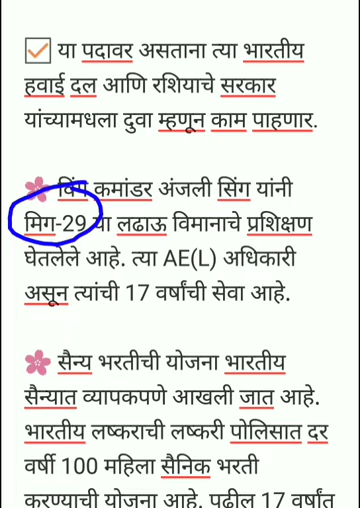 या पदावर असताना त्या भारतीय
हवाई दल आणि रशियाचे सरकार
यांच्यामधला दुवा म्हणून काम पाहणार.
विंग कमांडर अंजली सिंग यांनी
मिग-29 या लढाऊ विमानाचे प्रशिक्षण
घेतलेले आहे. त्या AE(L) अधिकारी
असून त्यांची 17 वर्षांची सेवा आहे.
सैन्य भरतीची योजना भारतीय
सैन्यात व्यापकपणे आखली जात आहे.
भारतीय लष्कराची लष्करी पोलिसात दर
वर्षी 100 महिला सैनिक भरती
करण्याची योजना आहे. पुढील 17 वर्षांत